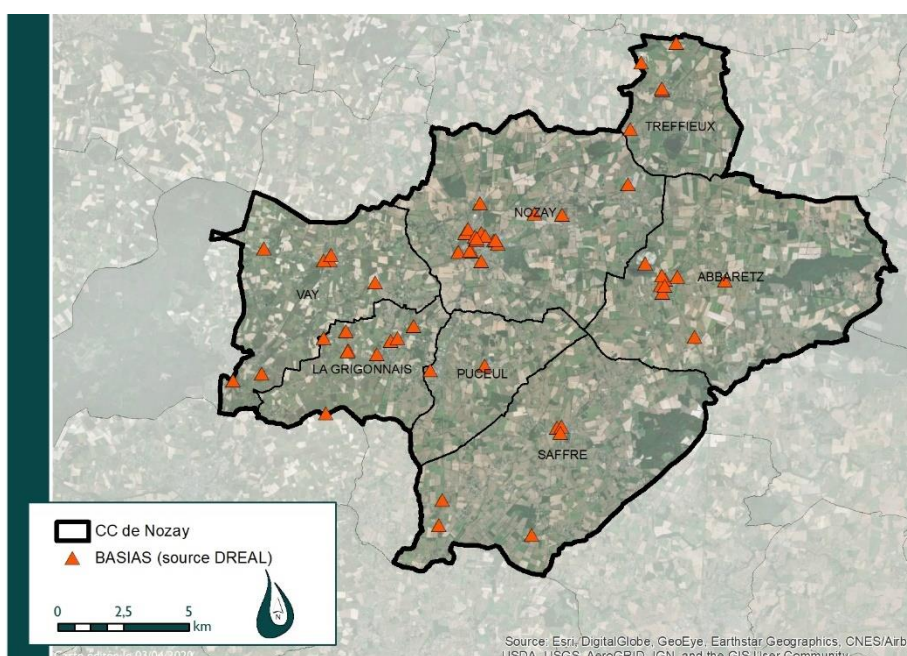 TREFFIEUX
NOZAY
ABBARETZ
VAY
LA GRIGONNAIS
PUCEUL
SAFFRE
CC de Nozay
BASIAS (source DREAL)
0 2,5 5
km
N
Source: Esri, DigitalGlobe, GeoEye, Earthstar Geographics, CNES/Airb
USDA, USGS, AeroGRID, IGN, and the GIS User Community